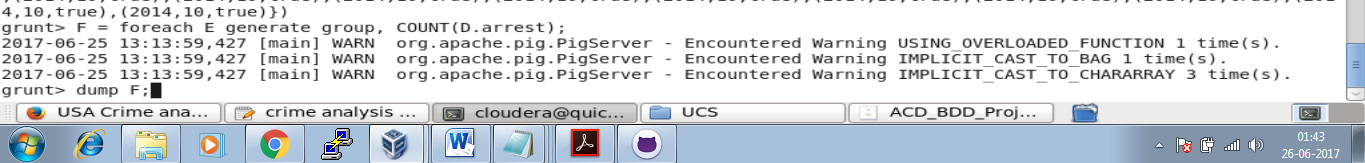 4,10,true),(2014,10,true)})
grunt> F = foreach E generate group, COUNT(D.arrest);
2017-06-25 13:13:59,427 [main] WARN  org.apache.pig.PigServer - Encountered Warning USING_OVERLOADED_FUNCTION 1 time(s).
2017-06-25 13:13:59,427 [main] WARN  org.apache.pig.PigServer - Encountered Warning IMPLICIT_CAST_TO_BAG 1 time(s).
2017-06-25 13:13:59,427 [main] WARN  org.apache.pig.PigServer - Encountered Warning IMPLICIT_CAST_TO_CHARARRAY 3 time(s).
grunt> dump F;
USA Crime ana... crime analysis ... cloudera@quic... UCS ACD_BDD_Proj...
01:43
26-06-2017